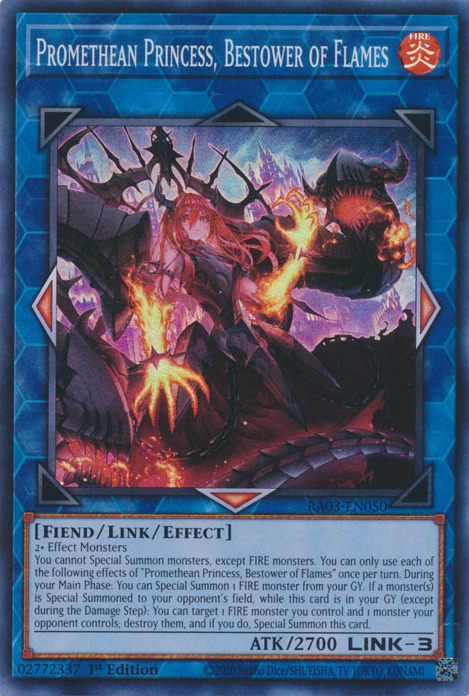 PROMETHEAN PRINCESS, BESTOWER OF FLAMES
FIRE
炎
RA03-EN050
[FIEND/LINK/EFFECT]
2+ Effect Monsters
You cannot Special Summon monsters, except FIRE monsters. You can only use each of
the following effects of "Promethean Princess, Bestower of Flames" once per turn. During
your Main Phase: You can Special Summon 1 FIRE monster from your GY. If a monster(s)
is Special Summoned to your opponent's field, while this card is in your GY (except
during the Damage Step): You can target 1 FIRE monster you control and 1 monster your
opponent controls; destroy them, and if you do, Special Summon this card.
ATK/2700 LINK-3
02772337 1st Edition ©2020 Studio Dice/SHUEISHA, TV TOKYO, KONAMI